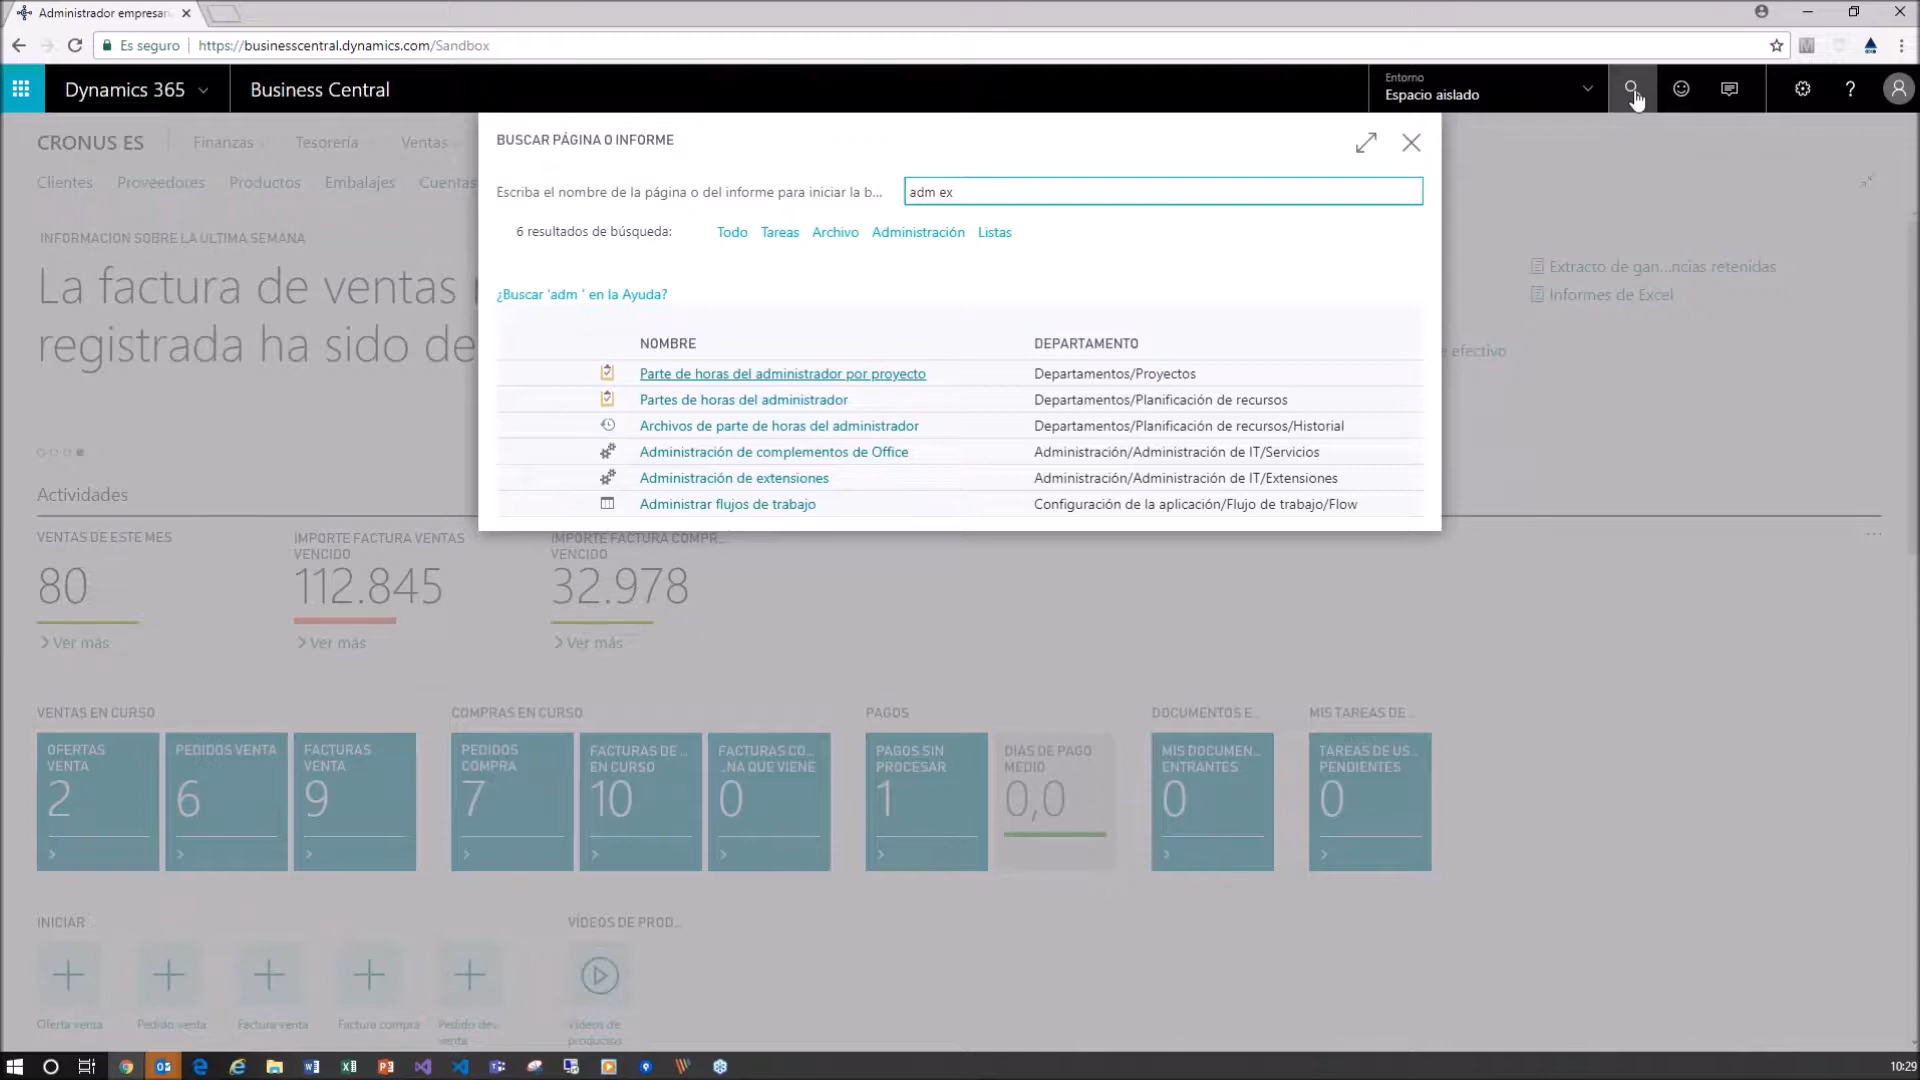 Administrador empresari
Es seguro | https://businesscentral.dynamics.com/Sandbox
Dynamics 365 Business Central
Entorno
Espacio aislado
CRONUS ES Finanzas Tesorería Ventas
Clientes Proveedores Productos Embalajes Cuentas
BUSCAR PÁGINA O INFORME
Escriba el nombre de la página o del informe para iniciar la b... adm ex
6 resultados de búsqueda: Todo Tareas Archivo Administración Listas
¿Buscar 'adm ' en la Ayuda?
NOMBRE DEPARTAMENTO
Parte de horas del administrador por proyecto Departamentos/Proyectos
Partes de horas del administrador Departamentos/Planificación de recursos
Archivos de parte de horas del administrador Departamentos/Planificación de recursos/Historial
Administración de complementos de Office Administración/Administración de IT/Servicios
Administración de extensiones Administración/Administración de IT/Extensiones
Administrar flujos de trabajo Configuración de la aplicación/Flujo de trabajo/Flow
INFORMACIÓN SOBRE LA ÚLTIMA SEMANA
La factura de ventas
registrada ha sido de
Extracto de gan...ncias retenidas
Informes de Excel
e efectivo
Actividades
VENTAS DE ESTE MES
80
Ver más
IMPORTE FACTURA VENTAS
VENCIDO
112.845
Ver más
IMPORTE FACTURA COMPR...
VENCIDO
32.978
Ver más
VENTAS EN CURSO
OFERTAS
VENTA
2
PEDIDOS VENTA
6
FACTURAS
VENTA
9
COMPRAS EN CURSO
PEDIDOS
COMPRA
7
FACTURAS DE ...
EN CURSO
10
FACTURAS CO...
...NA QUE VIENE
0
PAGOS
PAGOS SIN
PROCESAR
1
DÍAS DE PAGO
MEDIO
0,0
DOCUMENTOS E...
MIS DOCUMEN...
ENTRANTES
0
MIS TAREAS DE...
TAREAS DE US...
PENDIENTES
0
INICIAR
Oferta venta
Pedido venta
Factura venta
Factura compra
Pedido dev.
venta
VÍDEOS DE PROD...
Vídeos de
productos
10:29